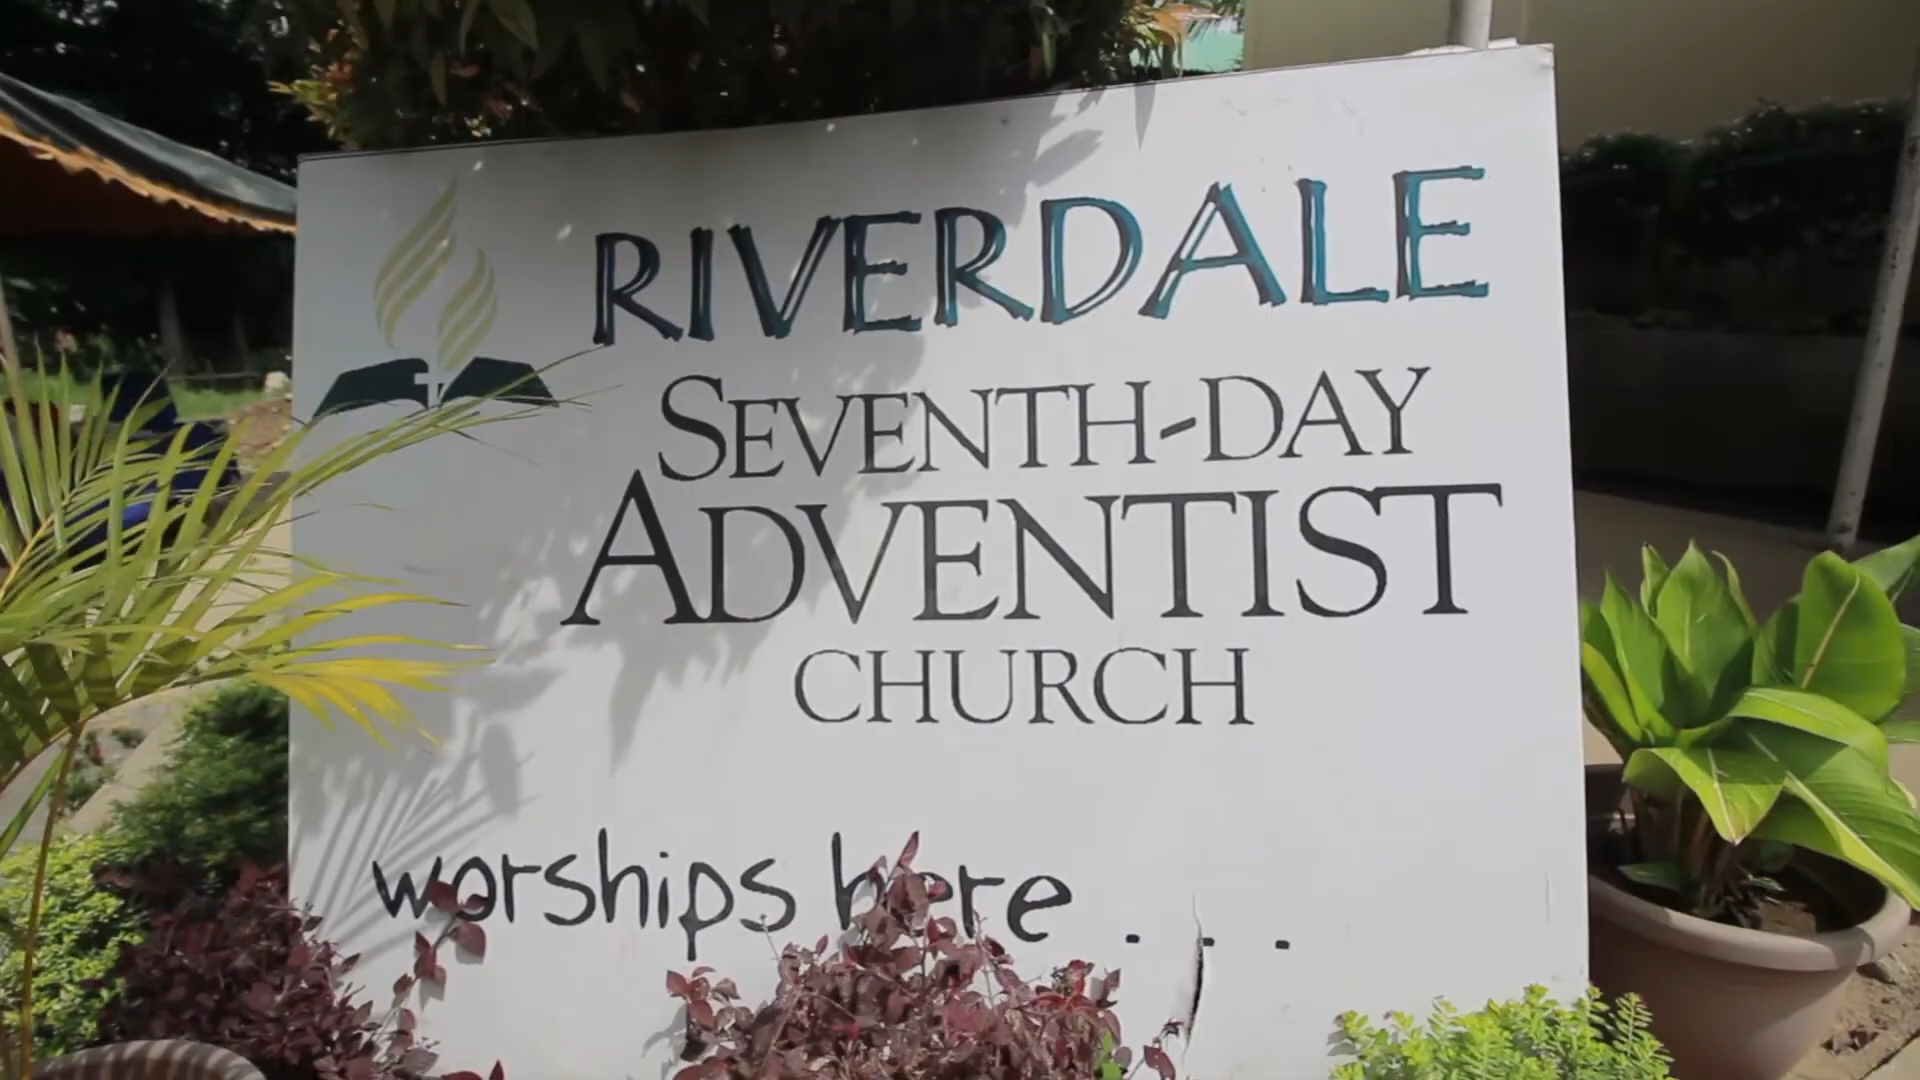 RIVERDALE
SEVENTH-DAY
ADVENTIST
CHURCH
worships here . . .